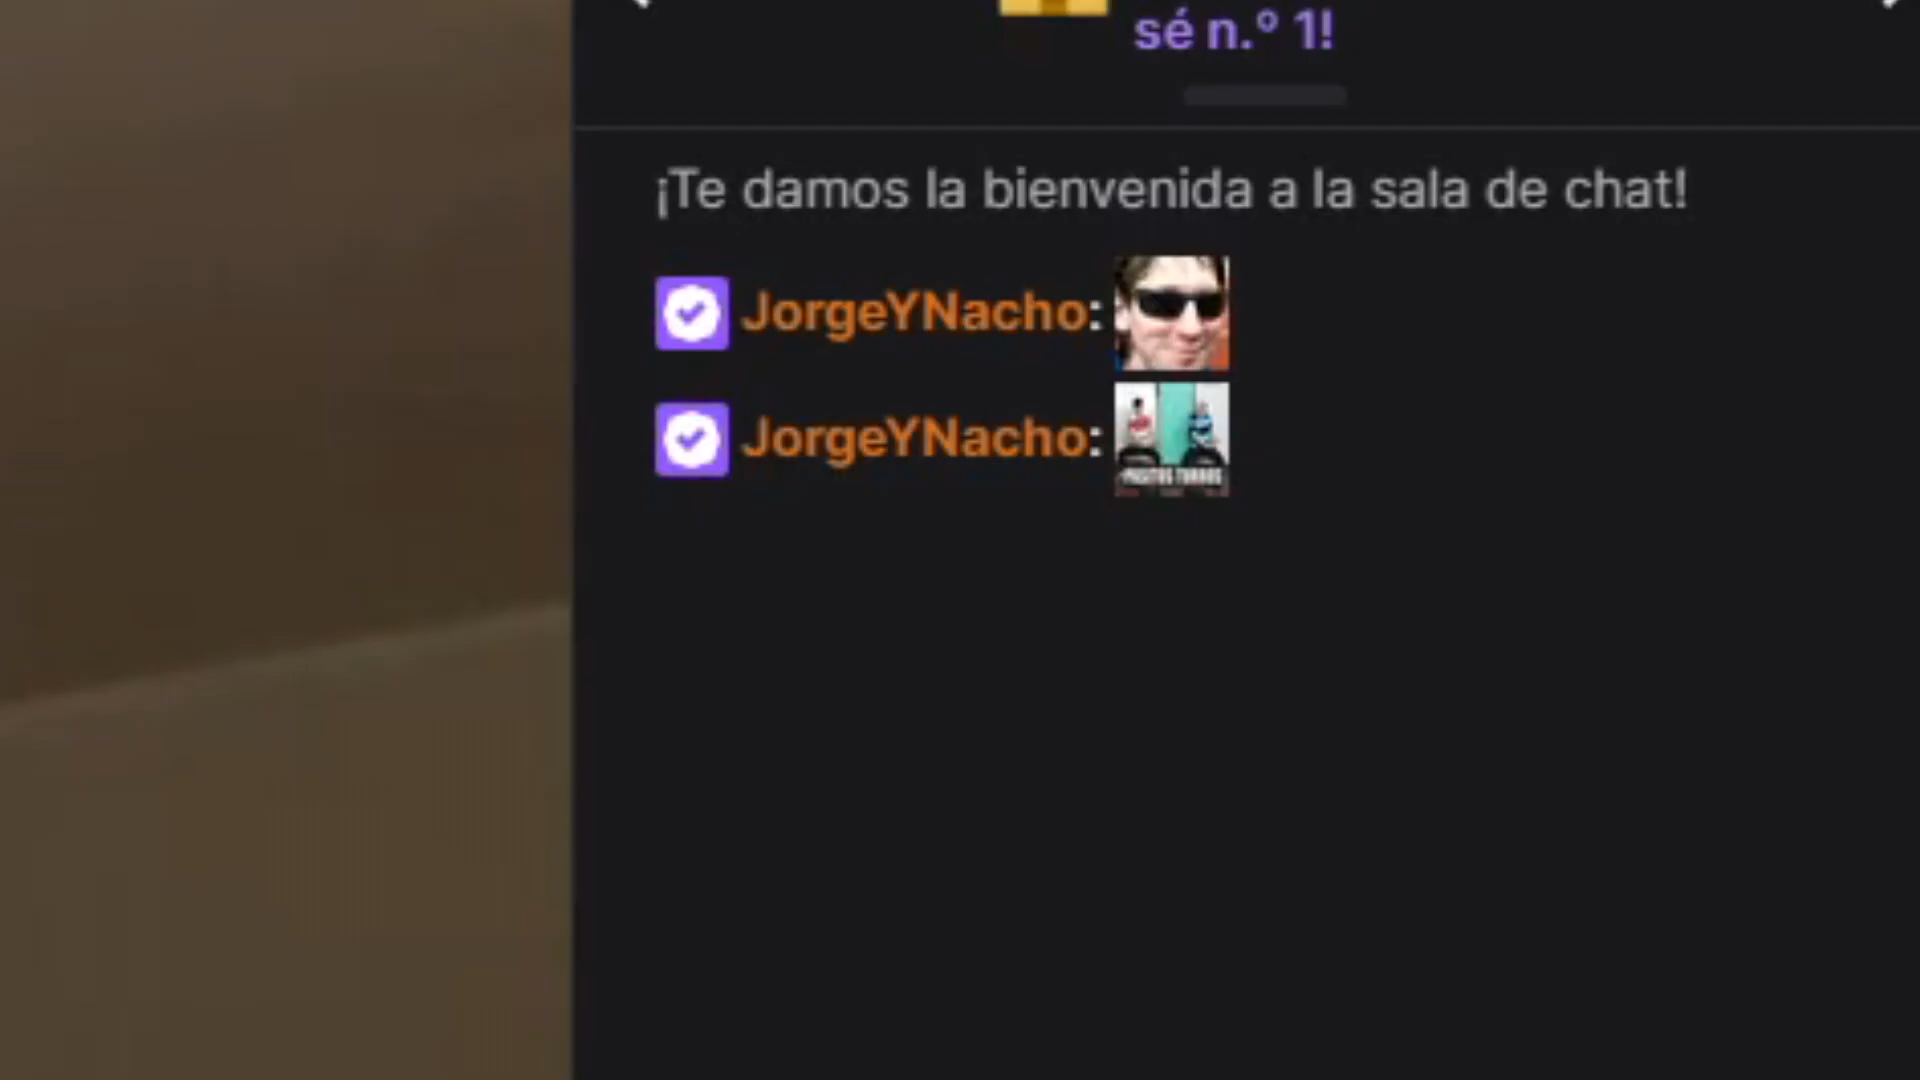 sé n.º 1!
¡Te damos la bienvenida a la sala de chat!
JorgeYNacho:
JorgeYNacho: